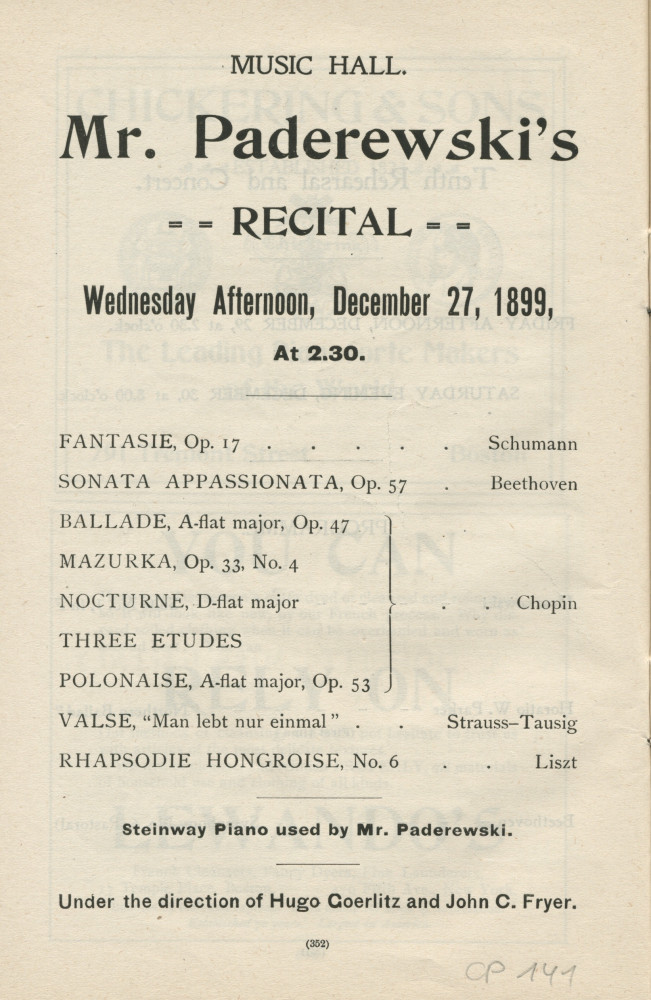 MUSIC HALL.
Mr. Paderewski's
= = RECITAL = =
Wednesday Afternoon, December 27, 1899,
At 2.30.
FANTASIE, Op. 17 . . . . . Schumann
SONATA APPASSIONATA, Op. 57 . Beethoven
BALLADE, A-flat major, Op. 47
MAZURKA, Op. 33, No. 4
NOCTURNE, D-flat major . . Chopin
THREE ETUDES
POLONAISE, A-flat major, Op. 53
VALSE, "Man lebt nur einmal" . . Strauss–Tausig
RHAPSODIE HONGROISE, No. 6 . . Liszt
Steinway Piano used by Mr. Paderewski.
Under the direction of Hugo Goerlitz and John C. Fryer.
(352)
CP 141